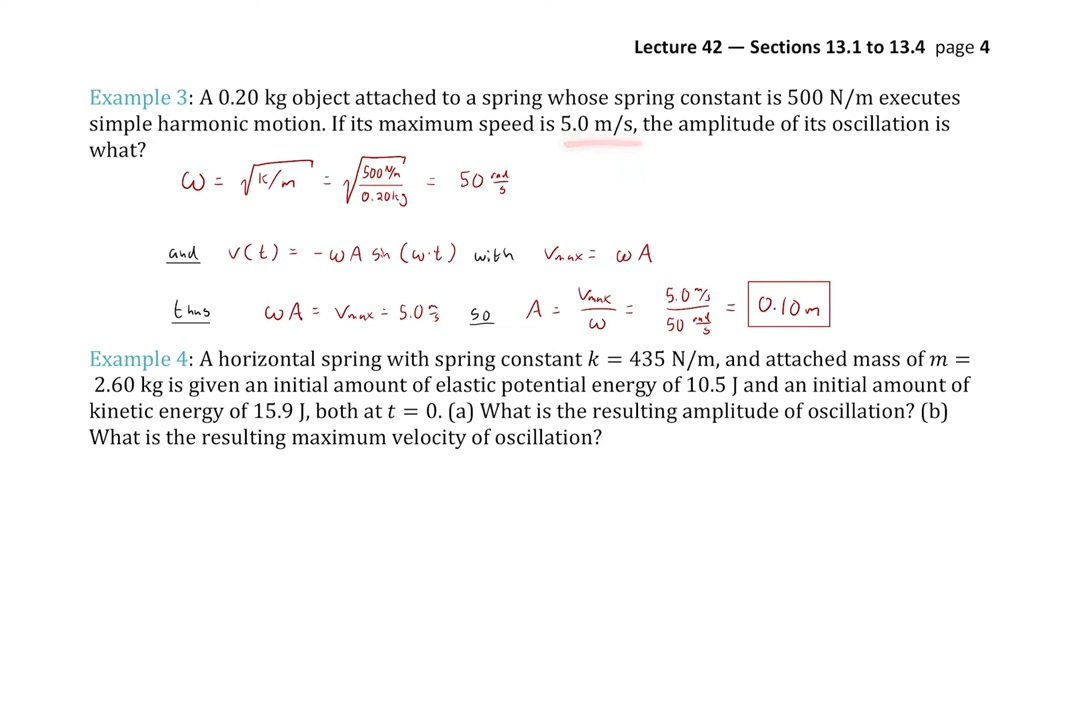 Lecture 42 — Sections 13.1 to 13.4 page 4
Example 3: A 0.20 kg object attached to a spring whose spring constant is 500 N/m executes
simple harmonic motion. If its maximum speed is 5.0 m/s, the amplitude of its oscillation is
what?
ω = √(k/m) = √(500 N/m / 0.20 kg) = 50 rad/s
and v(t) = - ω A sin (ω·t) with Vmax = ω A
thus ω A = Vmax = 5.0 m/s so A = Vmax / ω = 5.0 m/s / 50 rad/s = 0.10 m
Example 4: A horizontal spring with spring constant k = 435 N/m, and attached mass of m =
2.60 kg is given an initial amount of elastic potential energy of 10.5 J and an initial amount of
kinetic energy of 15.9 J, both at t = 0. (a) What is the resulting amplitude of oscillation? (b)
What is the resulting maximum velocity of oscillation?